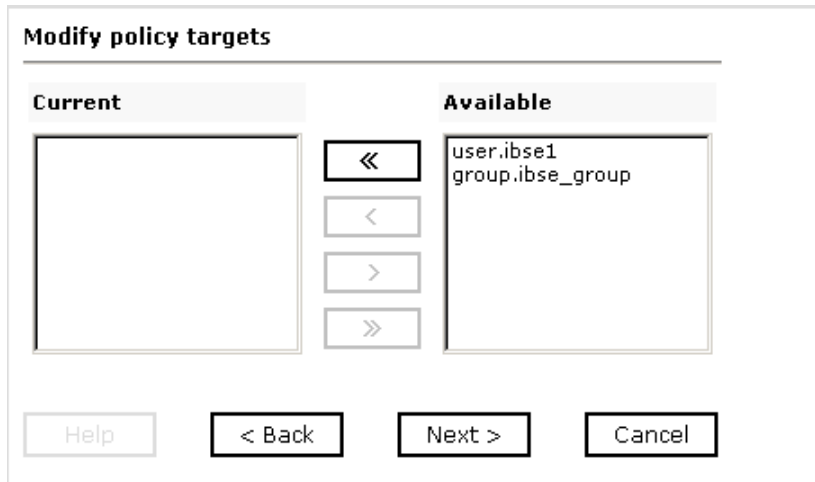 Modify policy targets
Current
Available
«
user.ibse1
group.ibse_group
<
>
»
Help
< Back
Next >
Cancel